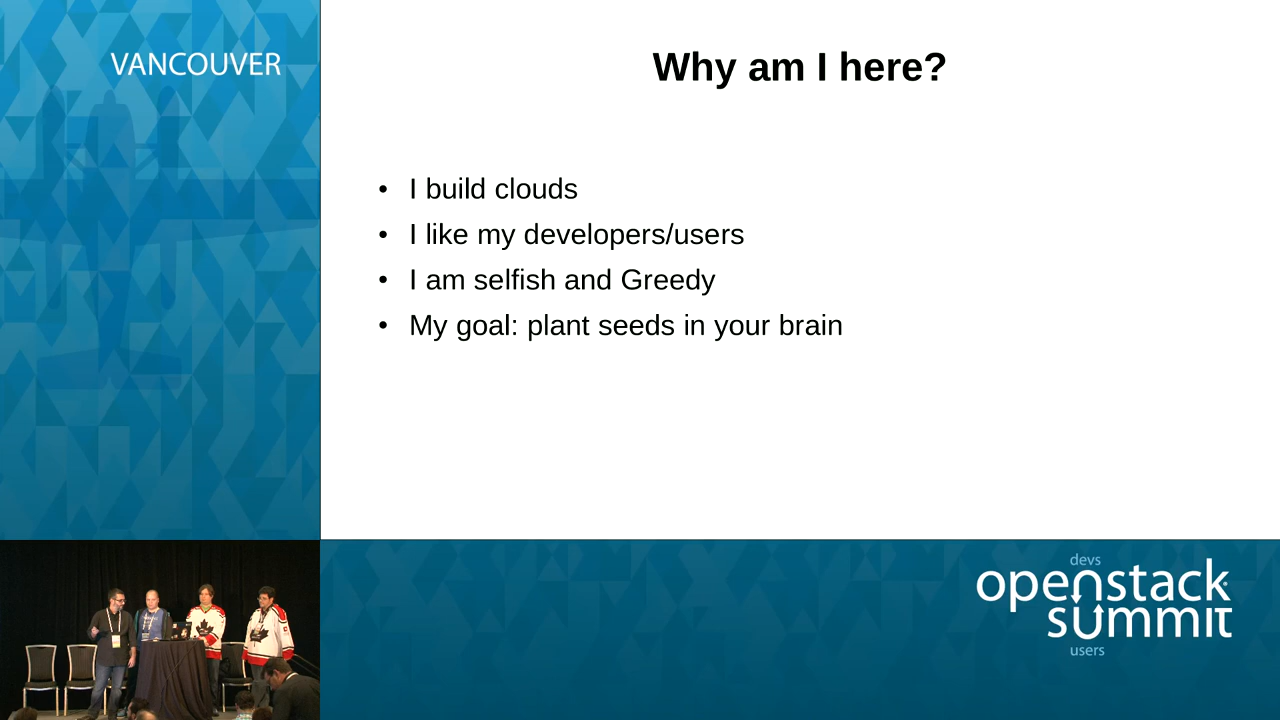 VANCOUVER
Why am I here?
• I build clouds
• I like my developers/users
• I am selfish and Greedy
• My goal: plant seeds in your brain
devs
openstack
summit
users